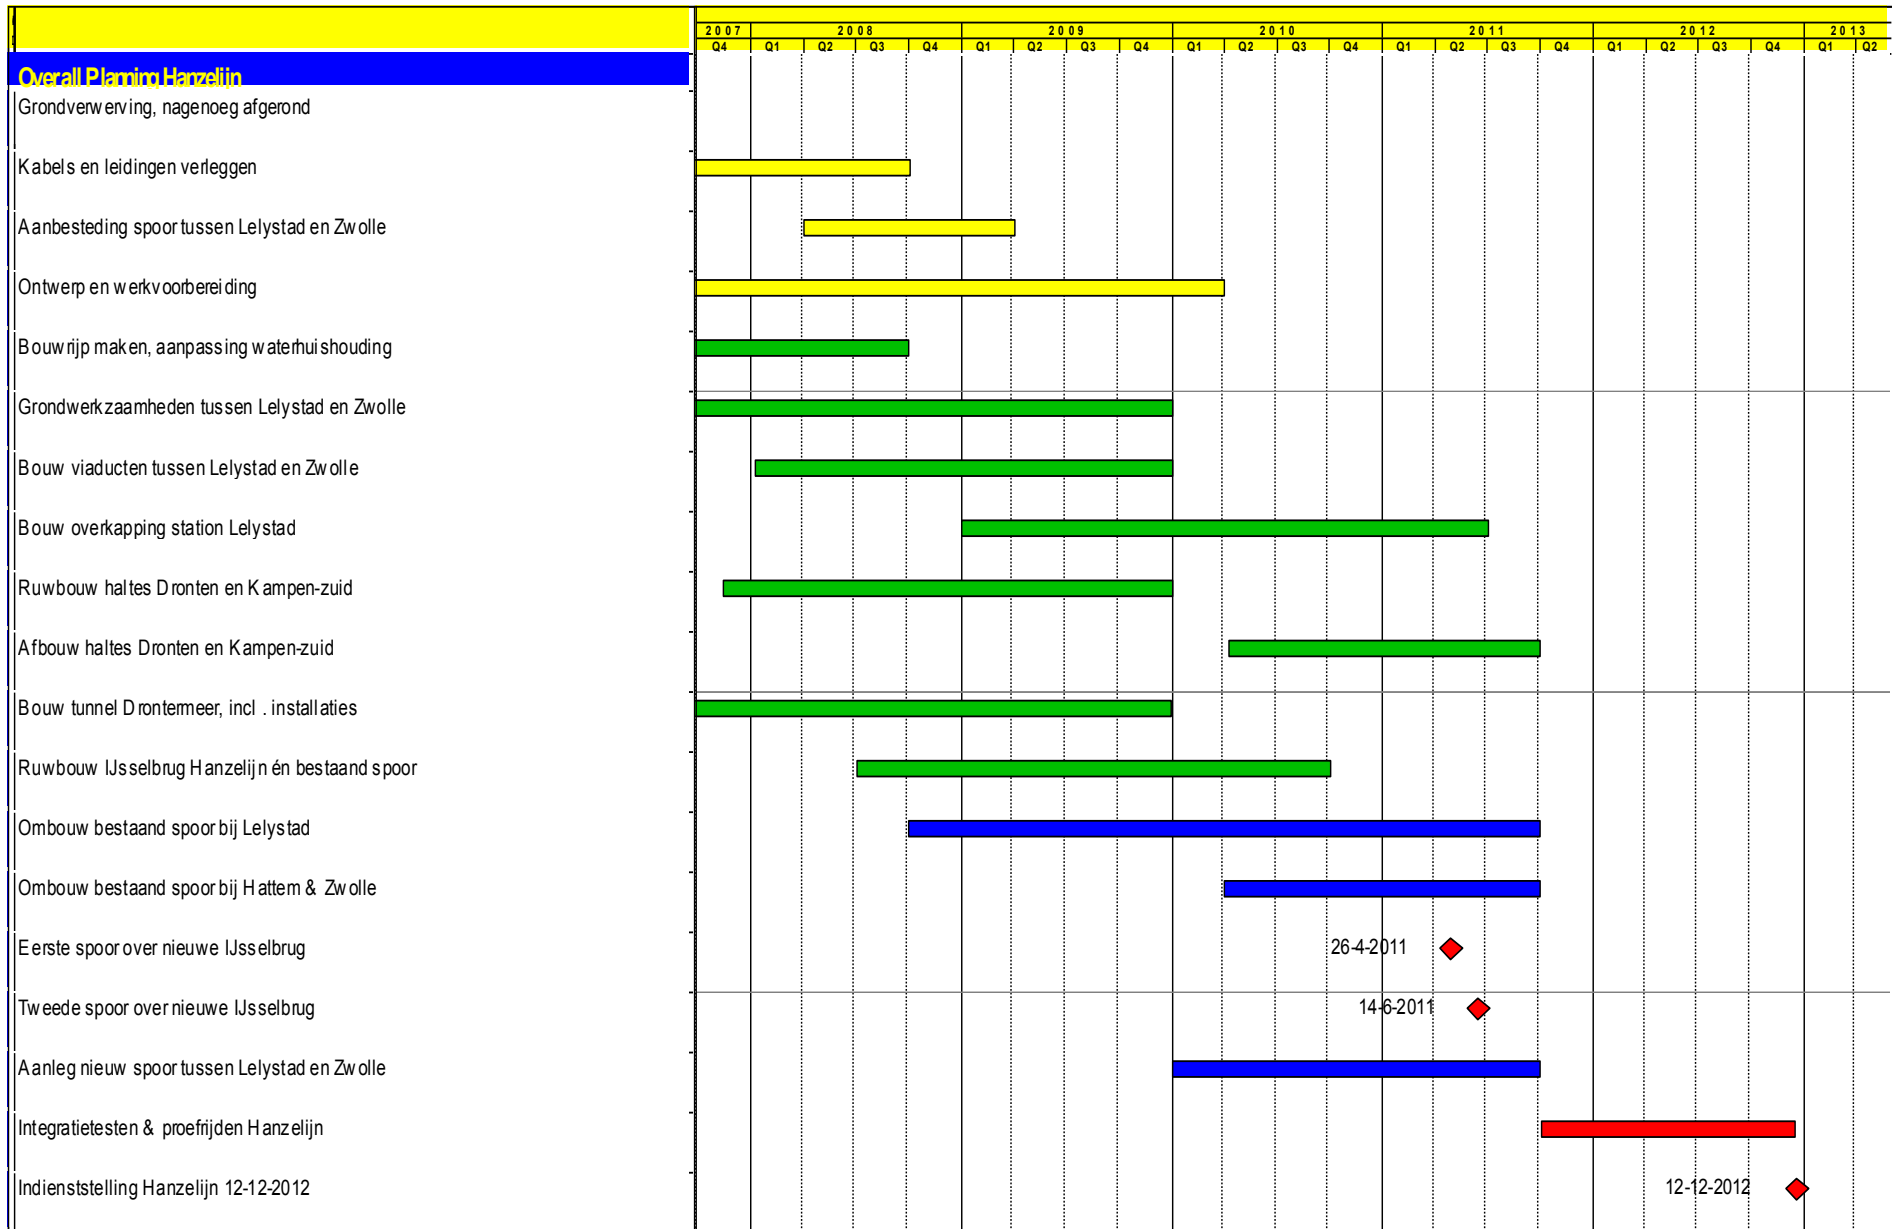 2007 2008 2009 2010 2011 2012 2013
Q4 Q1 Q2 Q3 Q4 Q1 Q2 Q3 Q4 Q1 Q2 Q3 Q4 Q1 Q2 Q3 Q4 Q1 Q2 Q3 Q4 Q1 Q2
Overall Planning Hanzelijn
Grondverwerving, nagenoeg afgerond
Kabels en leidingen verleggen
Aanbesteding spoor tussen Lelystad en Zwolle
Ontwerp en werkvoorbereiding
Bouwrijp maken, aanpassing waterhuishouding
Grondwerkzaamheden tussen Lelystad en Zwolle
Bouw viaducten tussen Lelystad en Zwolle
Bouw overkapping station Lelystad
Ruwbouw haltes Dronten en Kampen-zuid
Afbouw haltes Dronten en Kampen-zuid
Bouw tunnel Drontermeer, incl. installaties
Ruwbouw IJsselbrug Hanzelijn én bestaand spoor
Ombouw bestaand spoor bij Lelystad
Ombouw bestaand spoor bij Hattem & Zwolle
Eerste spoor over nieuwe IJsselbrug 26-4-2011
Tweede spoor over nieuwe IJsselbrug 14-6-2011
Aanleg nieuw spoor tussen Lelystad en Zwolle
Integratietesten & proefrijden Hanzelijn
Indienststelling Hanzelijn 12-12-2012 12-12-2012